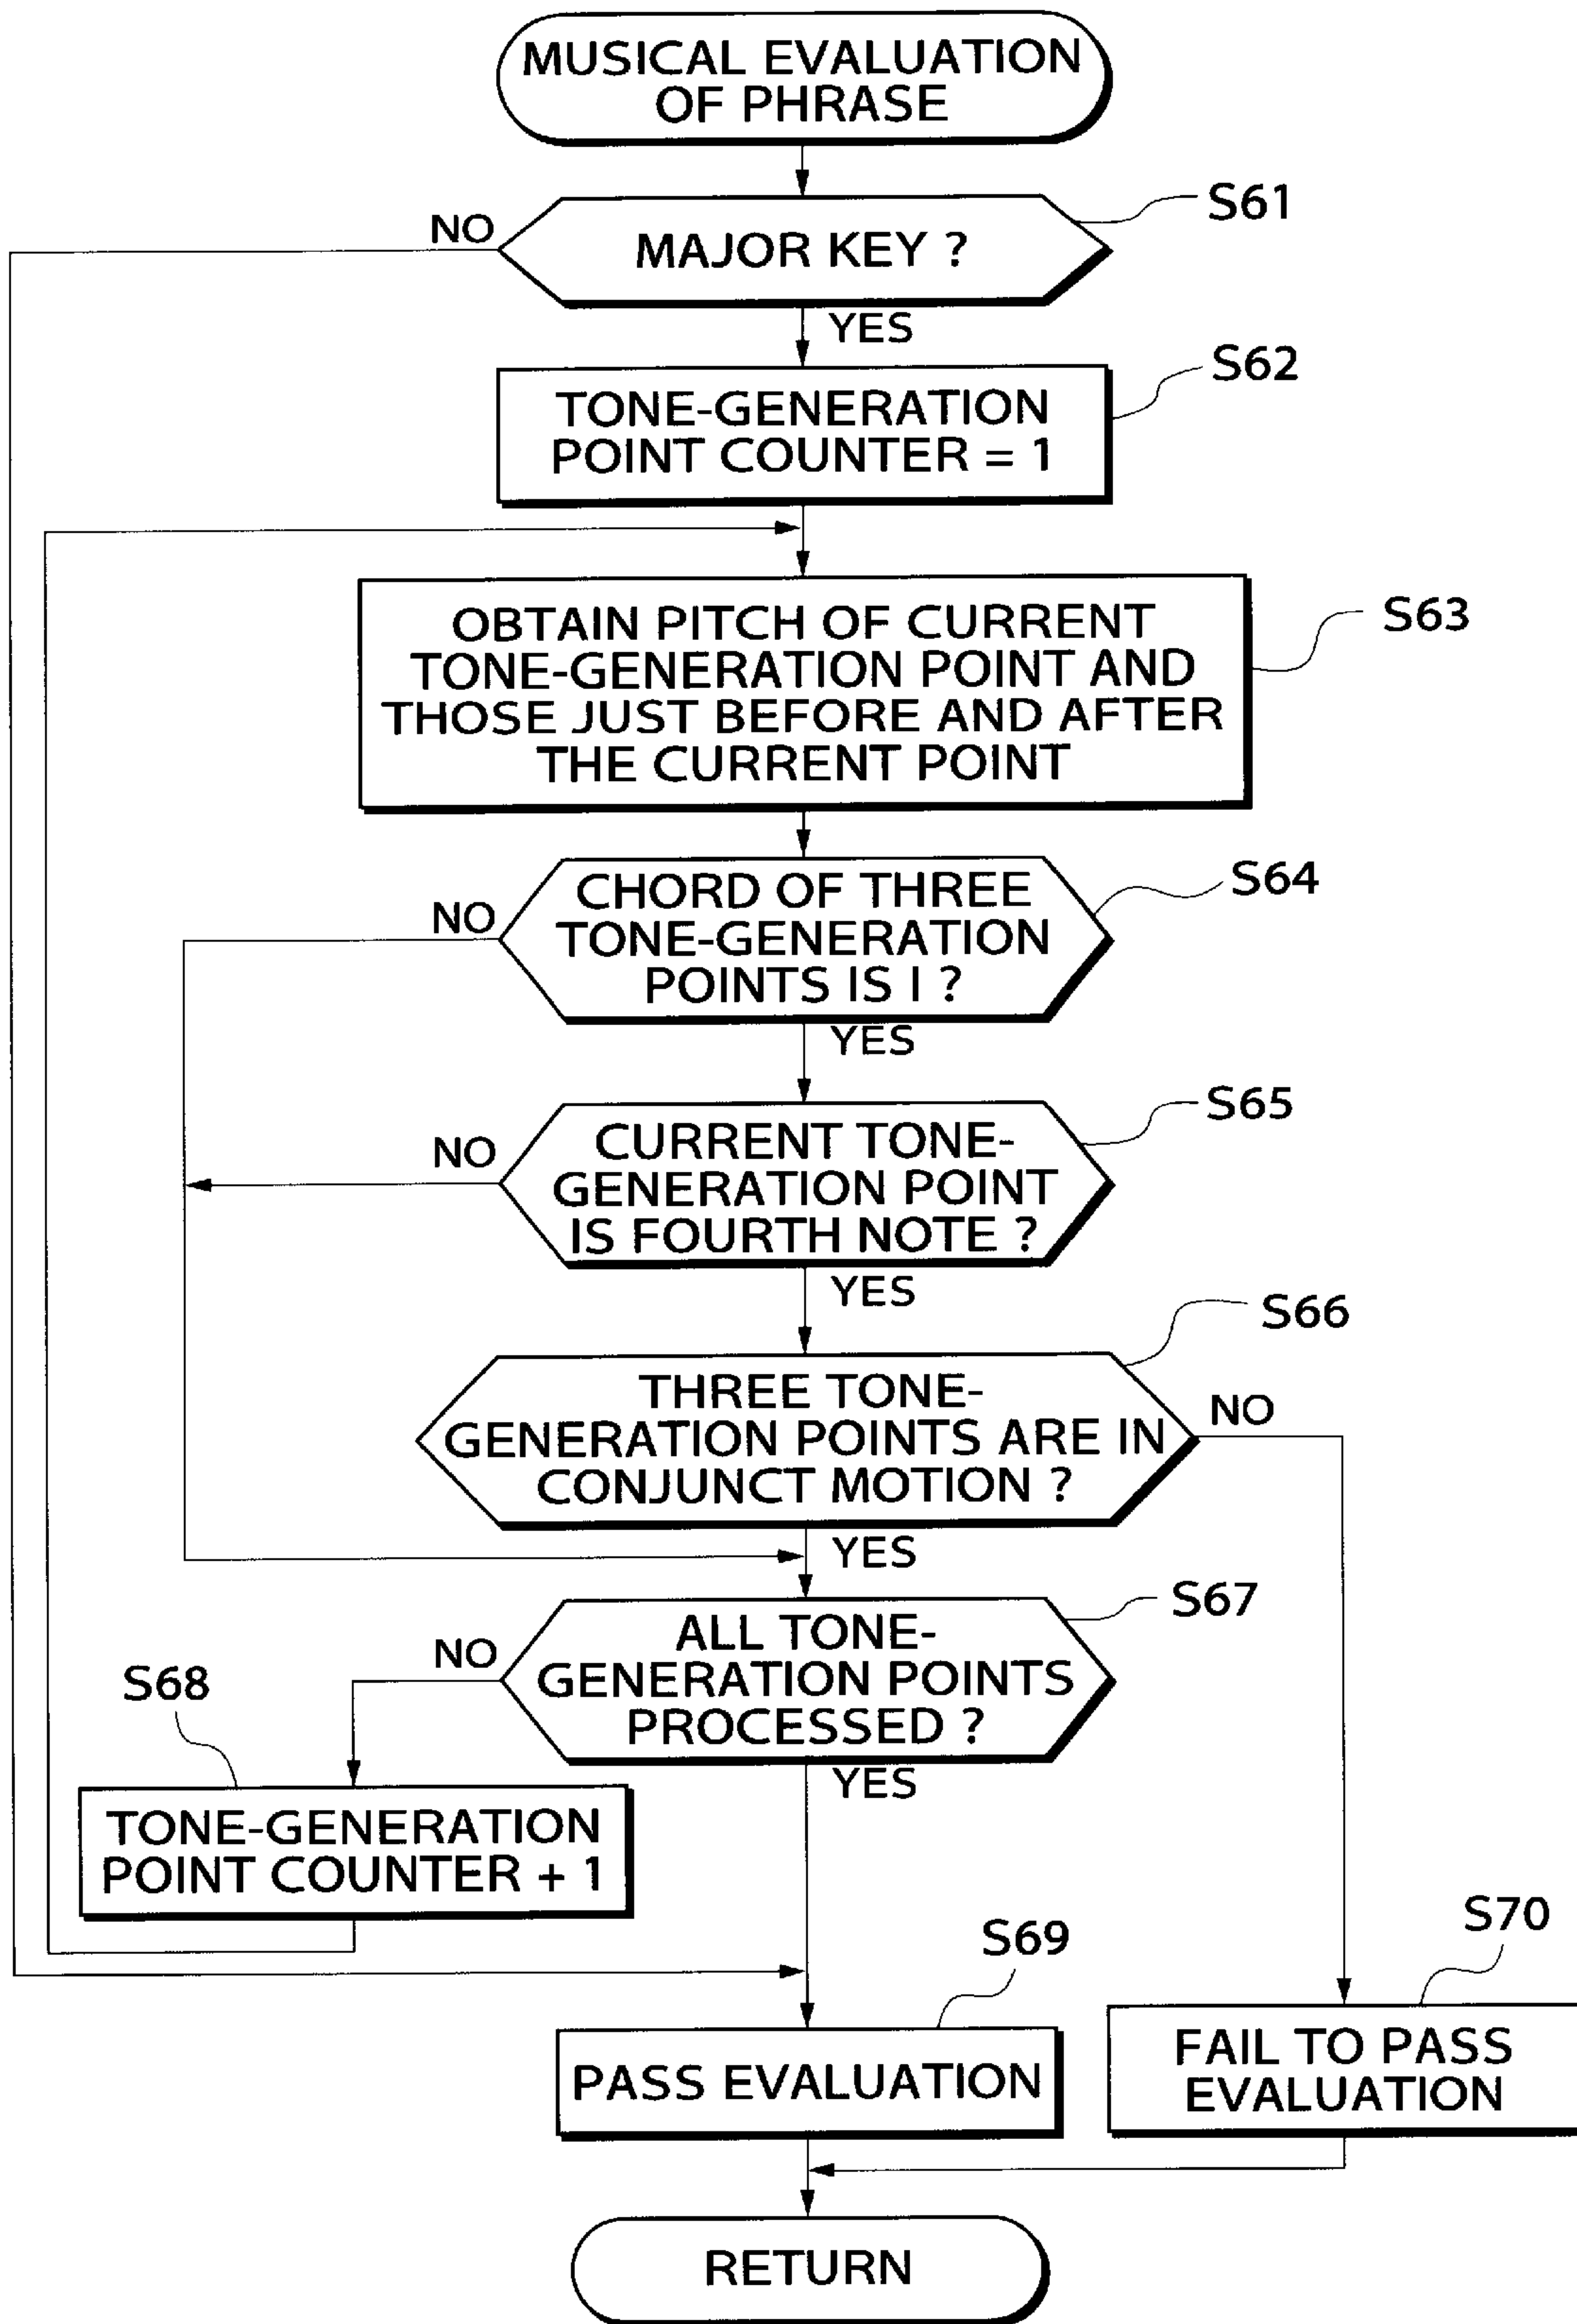 MUSICAL EVALUATION
OF PHRASE
S61
NO
MAJOR KEY ?
YES
S62
TONE-GENERATION
POINT COUNTER = 1
S63
OBTAIN PITCH OF CURRENT
TONE-GENERATION POINT AND
THOSE JUST BEFORE AND AFTER
THE CURRENT POINT
S64
NO
CHORD OF THREE
TONE-GENERATION
POINTS IS I ?
YES
S65
NO
CURRENT TONE-
GENERATION POINT
IS FOURTH NOTE ?
YES
S66
THREE TONE-
GENERATION POINTS ARE IN
CONJUNCT MOTION ?
NO
YES
S67
NO
ALL TONE-
GENERATION POINTS
PROCESSED ?
YES
S68
TONE-GENERATION
POINT COUNTER + 1
S69
PASS EVALUATION
S70
FAIL TO PASS
EVALUATION
RETURN